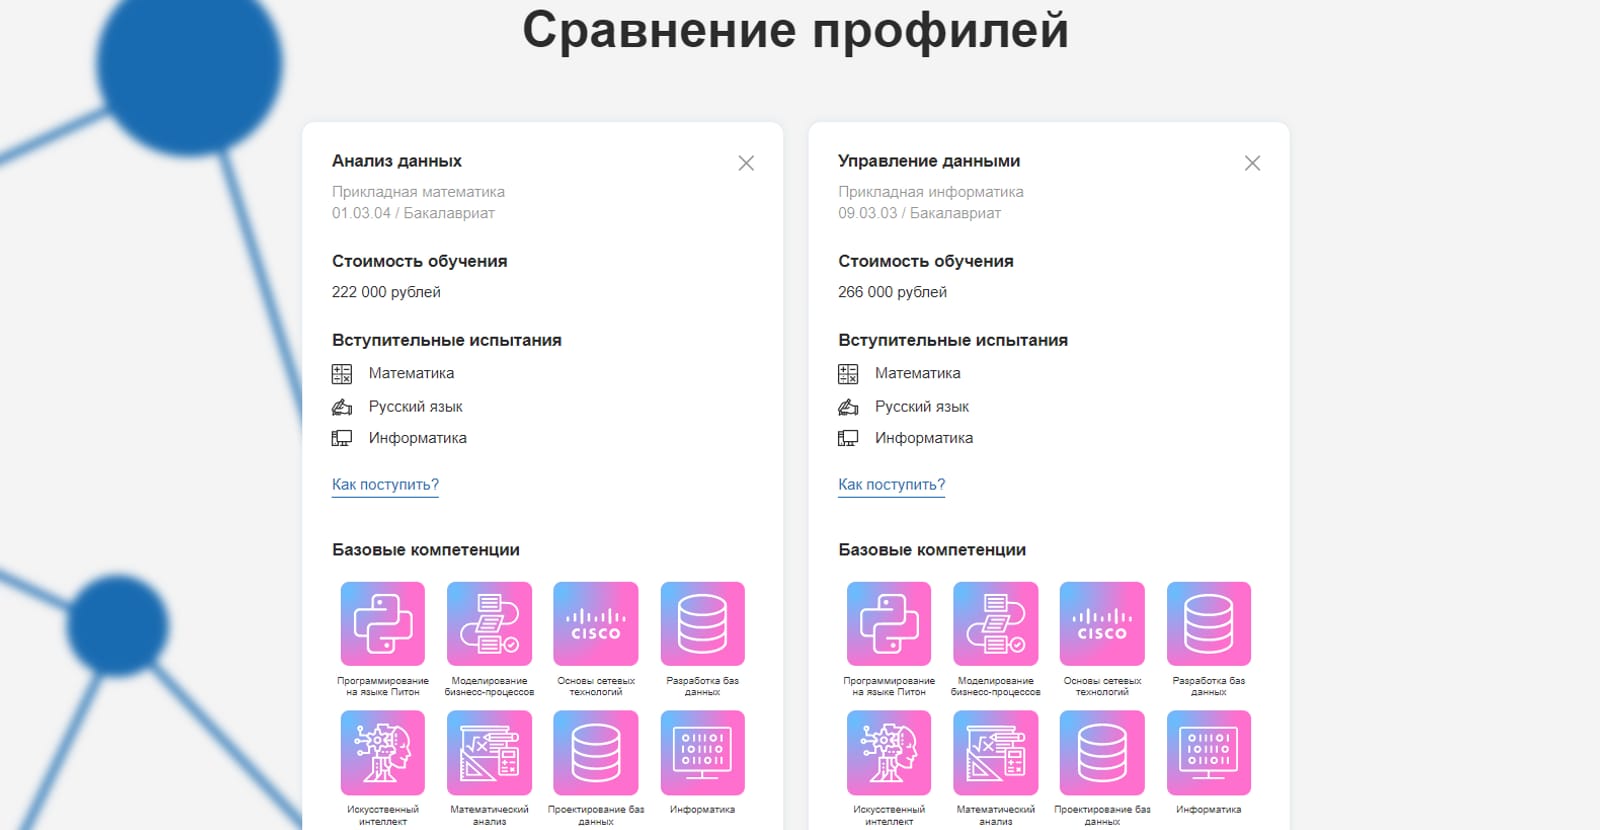 Сравнение профилей
Анализ данных
Прикладная математика
01.03.04 / Бакалавриат
Стоимость обучения
222 000 рублей
Вступительные испытания
Математика
Русский язык
Информатика
Как поступить?
Базовые компетенции
CISCO
Программирование
на языке Питон
Моделирование
бизнесс-процессов
Основы сетевых
технологий
Разработка баз
данных
Искусственный
интеллект
Математический
анализ
Проектирование баз
данных
Информатика
Управление данными
Прикладная информатика
09.03.03 / Бакалавриат
Стоимость обучения
266 000 рублей
Вступительные испытания
Математика
Русский язык
Информатика
Как поступить?
Базовые компетенции
CISCO
Программирование
на языке Питон
Моделирование
бизнесс-процессов
Основы сетевых
технологий
Разработка баз
данных
Искусственный
интеллект
Математический
анализ
Проектирование баз
данных
Информатика